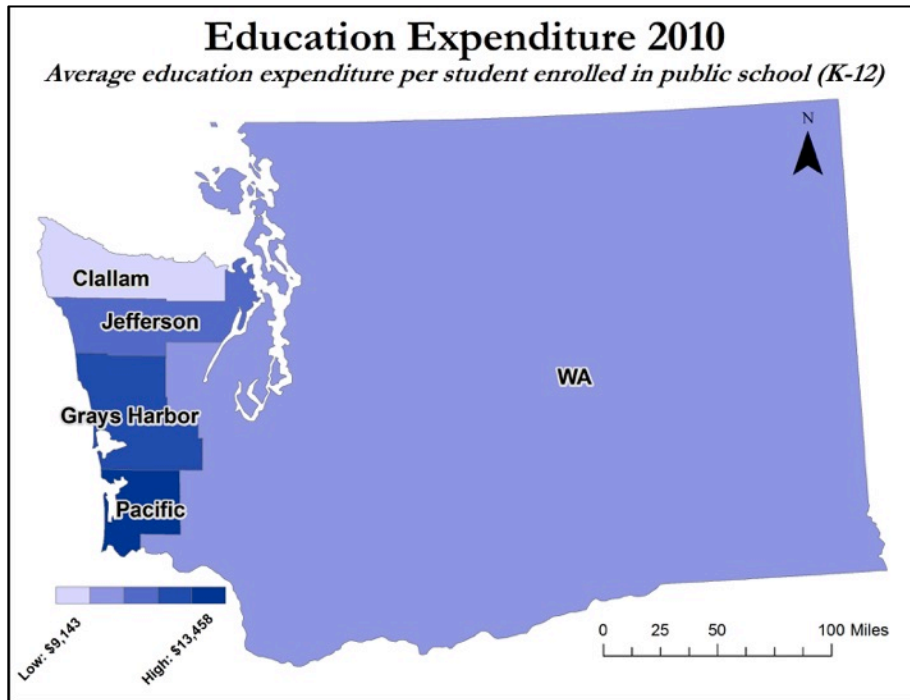 Education Expenditure 2010
Average education expenditure per student enrolled in public school (K-12)
N
Clallam
Jefferson
WA
Grays Harbor
Pacific
Low: $9,143
High: $13,458
0 25 50 100 Miles